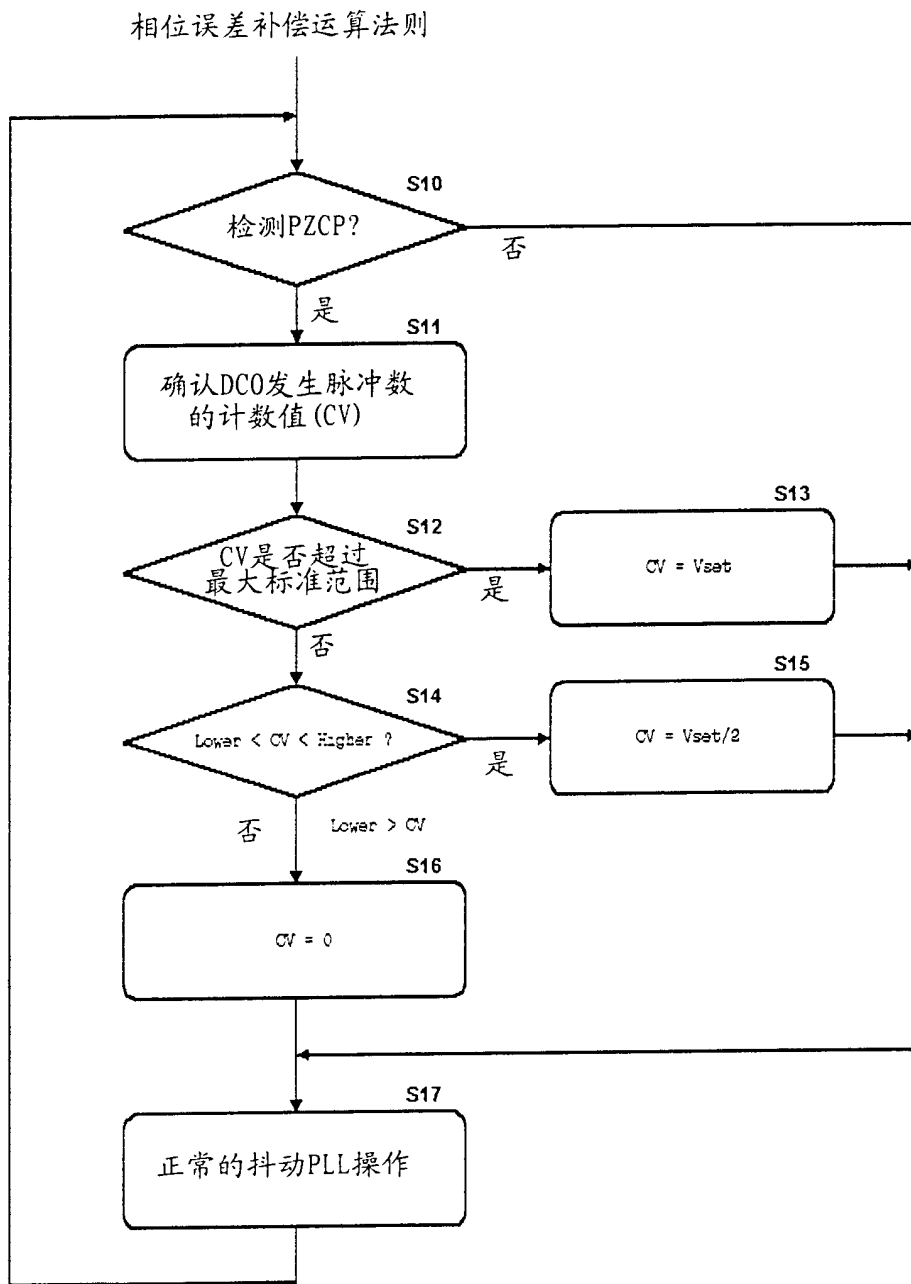 相位误差补偿运算法则
S10
检测PZCP?
否
是
S11
确认DCO发生脉冲数
的计数值(CV)
S12
CV是否超过
最大标准范围
是
S13
CV = Vset
否
S14
Lower < CV < Higher ?
是
S15
CV = Vset/2
否
Lower > CV
S16
CV = 0
S17
正常的抖动PLL操作